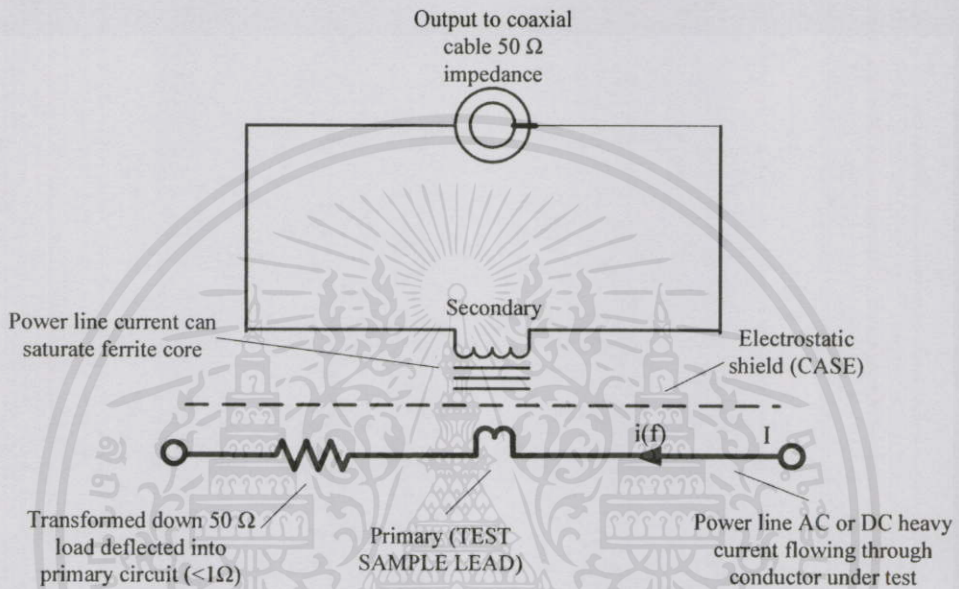 Output to coaxial
cable 50 Ω
impedance
Secondary
Power line current can
saturate ferrite core
Electrostatic
shield (CASE)
i(f)
I
Transformed down 50 Ω
load deflected into
primary circuit (<1Ω)
Primary (TEST
SAMPLE LEAD)
Power line AC or DC heavy
current flowing through
conductor under test